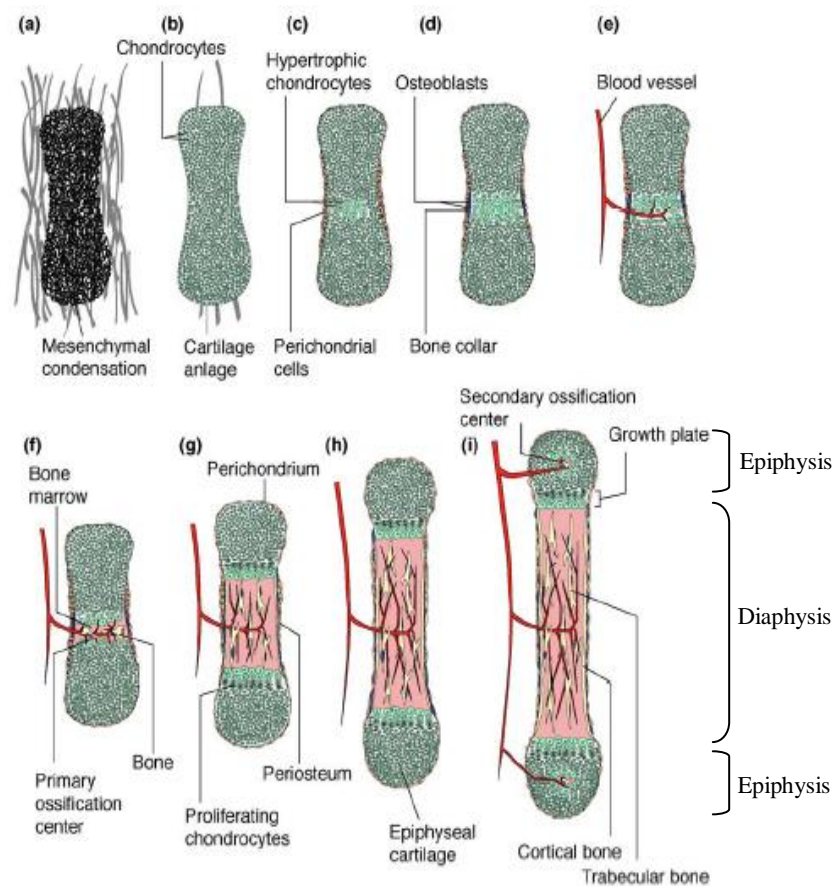 (a)
(b)
(c)
(d)
(e)
Chondrocytes
Hypertrophic
chondrocytes
Osteoblasts
Blood vessel
Mesenchymal
condensation
Cartilage
anlage
Perichondrial
cells
Bone collar
Secondary ossification
center
Growth plate
Epiphysis
(f)
(g)
(h)
(i)
Bone
marrow
Perichondrium
Diaphysis
Primary
ossification
center
Bone
Periosteum
Proliferating
chondrocytes
Epiphyseal
cartilage
Epiphysis
Cortical bone
Trabecular bone